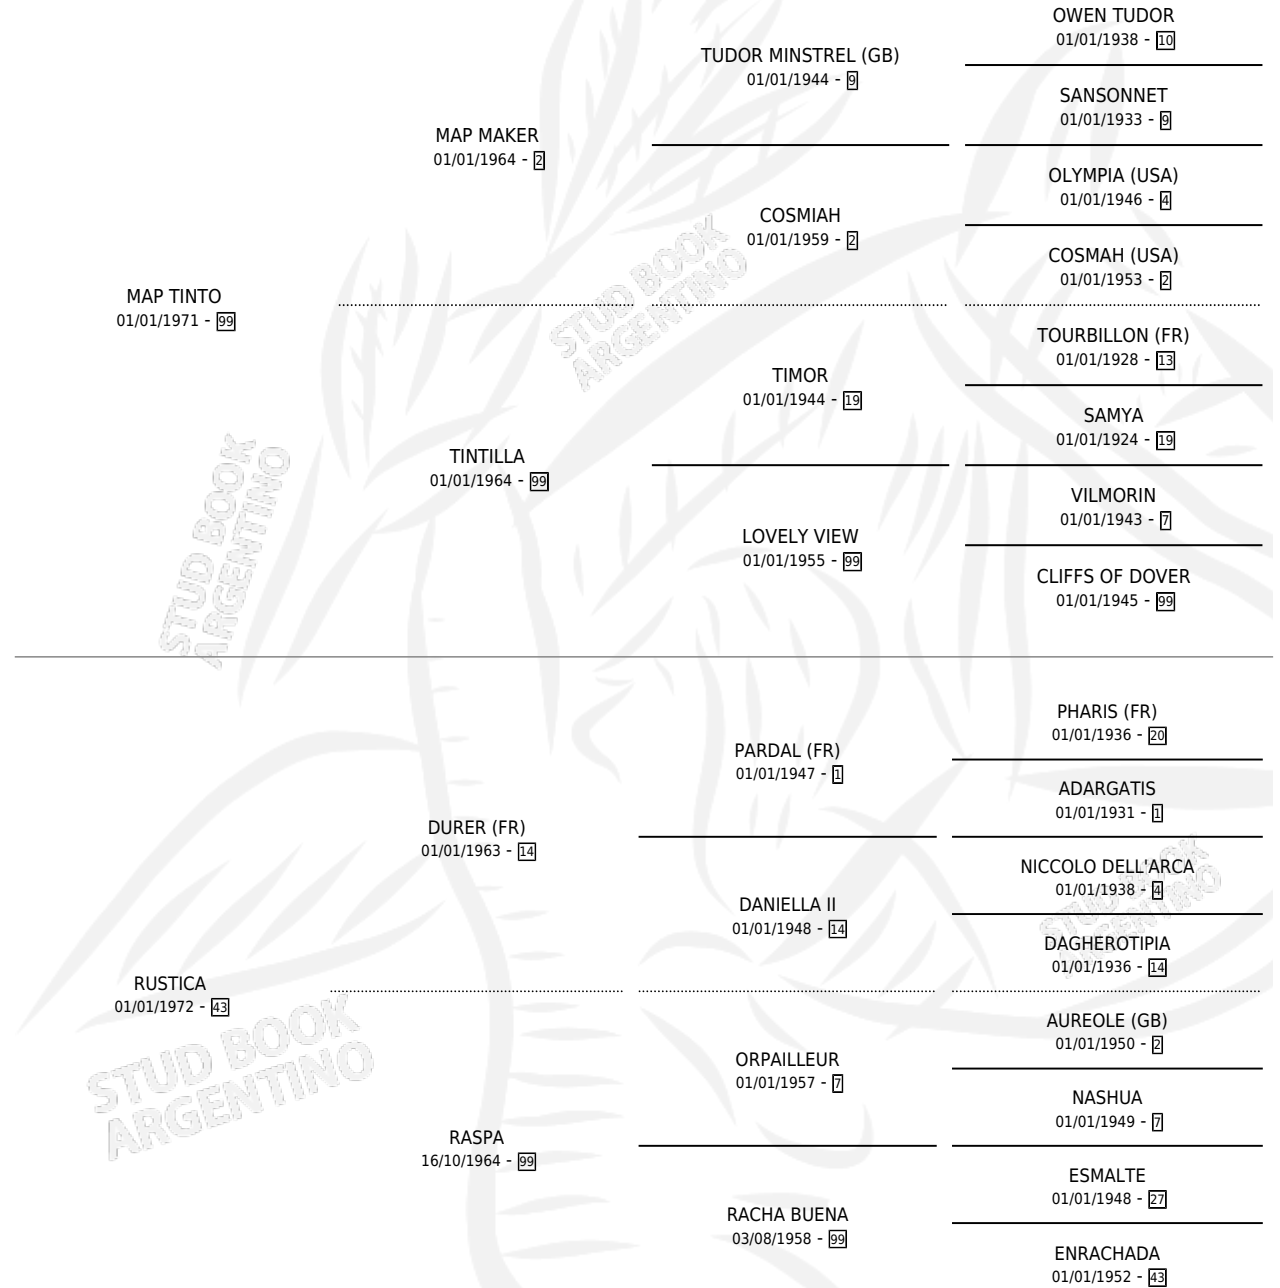 OWEN TUDOR
01/01/1938 - 10
TUDOR MINSTREL (GB)
01/01/1944 - 9
SANSONNET
01/01/1933 - 9
MAP MAKER
01/01/1964 - 2
OLYMPIA (USA)
01/01/1946 - 4
COSMIAH
01/01/1959 - 2
COSMAH (USA)
01/01/1953 - 2
MAP TINTO
01/01/1971 - 99
TOURBILLON (FR)
01/01/1928 - 13
TIMOR
01/01/1944 - 19
SAMYA
01/01/1924 - 19
TINTILLA
01/01/1964 - 99
VILMORIN
01/01/1943 - 7
LOVELY VIEW
01/01/1955 - 99
CLIFFS OF DOVER
01/01/1945 - 99
STUD BOOK
ARGENTINO
STUD BOOK
ARGENTINO
PHARIS (FR)
01/01/1936 - 20
PARDAL (FR)
01/01/1947 - 1
ADARGATIS
01/01/1931 - 1
DURER (FR)
01/01/1963 - 14
NICCOLO DELL'ARCA
01/01/1938 - 4
DANIELLA II
01/01/1948 - 14
DAGHEROTIPIA
01/01/1936 - 14
RUSTICA
01/01/1972 - 43
AUREOLE (GB)
01/01/1950 - 2
ORPAILLEUR
01/01/1957 - 7
NASHUA
01/01/1949 - 7
RASPA
16/10/1964 - 99
ESMALTE
01/01/1948 - 27
RACHA BUENA
03/08/1958 - 99
ENRACHADA
01/01/1952 - 43
STUD BOOK
ARGENTINO
STUD BOOK
ARGENTINO